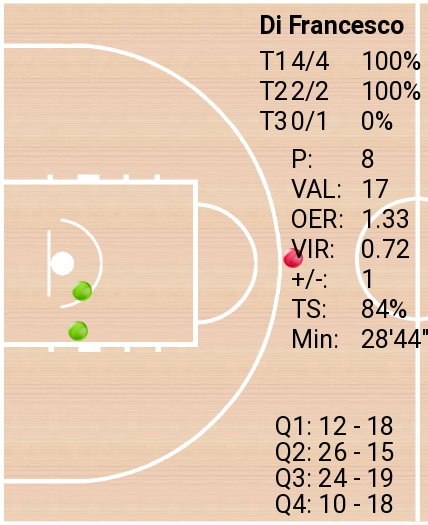 Di Francesco
T1 4/4 100%
T2 2/2 100%
T3 0/1 0%
P: 8
VAL: 17
OER: 1.33
VIR: 0.72
+/-: 1
TS: 84%
Min: 28'44"
Q1: 12 - 18
Q2: 26 - 15
Q3: 24 - 19
Q4: 10 - 18